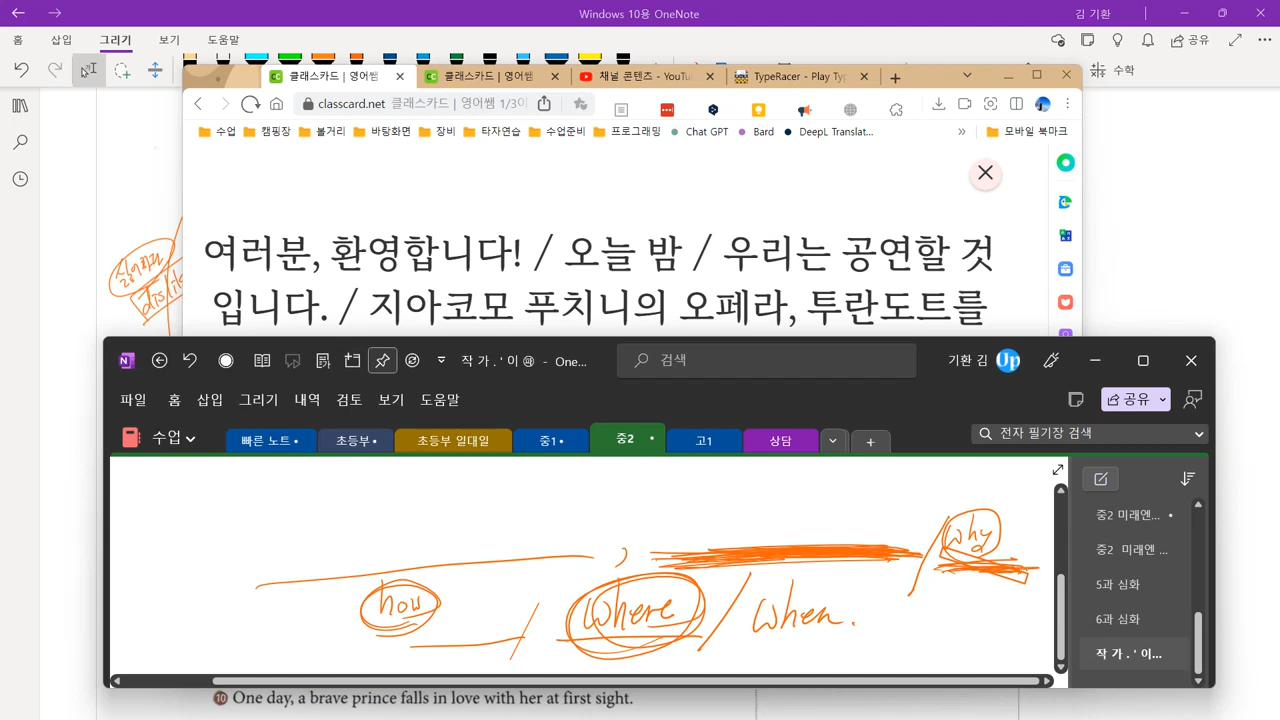 Windows 10용 OneNote
김 기환
홈 삽입 그리기 보기 도움말
공유
수학
클래스카드 | 영어쌤
클래스카드 | 영어쌤
채널 콘텐츠 - YouTu
TypeRacer - Play Ty
classcard.net 클래스카드 | 영어쌤 1/3이
수업 캠핑장 볼거리 바탕화면 장비 타자연습 수업준비 프로그래밍 Chat GPT Bard DeepL Translat... » 모바일 북마크
여러분, 환영합니다! / 오늘 밤 / 우리는 공연할 것
입니다. / 지아코모 푸치니의 오페라, 투란도트를
작 가 . ' 이 ㉺ - One...
검색
기환 김
Up
파일 홈 삽입 그리기 내역 검토 보기 도움말
공유
수업
빠른 노트 • 초등부 • 초등부 일대일 중1 • 중2 • 고1 상담
전자 필기장 검색
중2 미래엔... •
중2 미래엔 ...
5과 심화
6과 심화
작 가 . ' 이...
why
how / where / when.
⑩ One day, a brave prince falls in love with her at first sight.